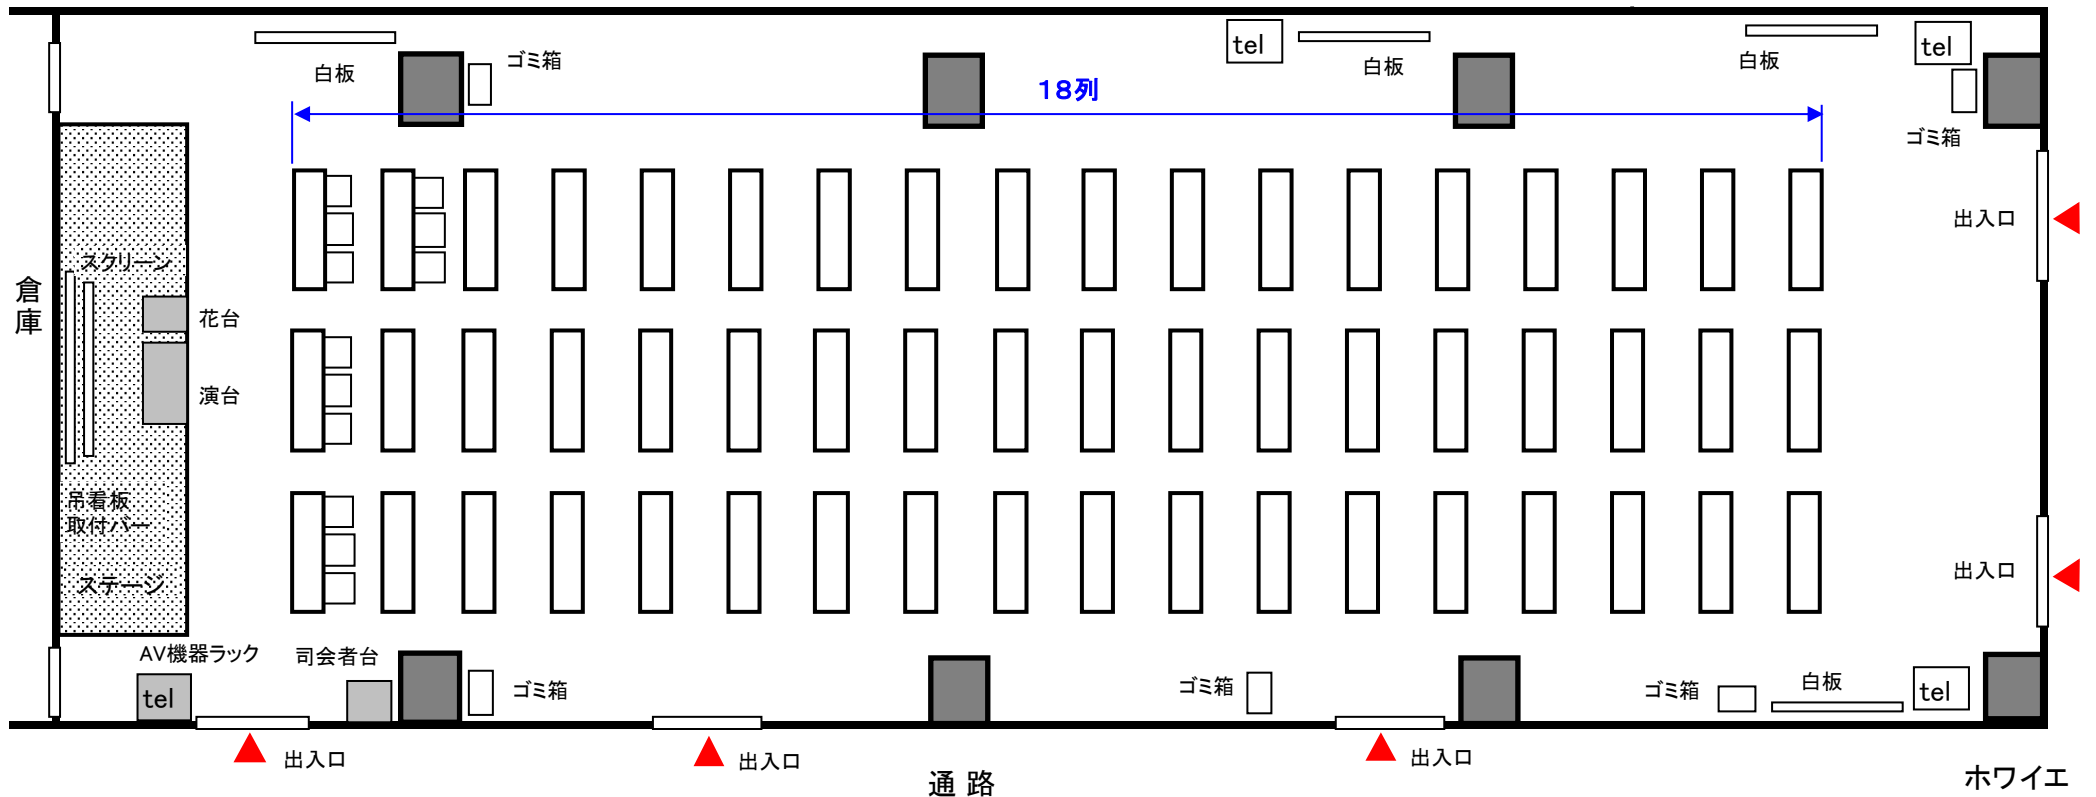 tel
tel
ゴミ箱
白板
白板
白板
18列
ゴミ箱
出入口
スクリーン
倉庫
花台
演台
吊看板
取付バー
出入口
ステージ
AV機器ラック
司会者台
tel
ゴミ箱
ゴミ箱
ゴミ箱
白板
tel
出入口
出入口
出入口
通路
ホワイエ